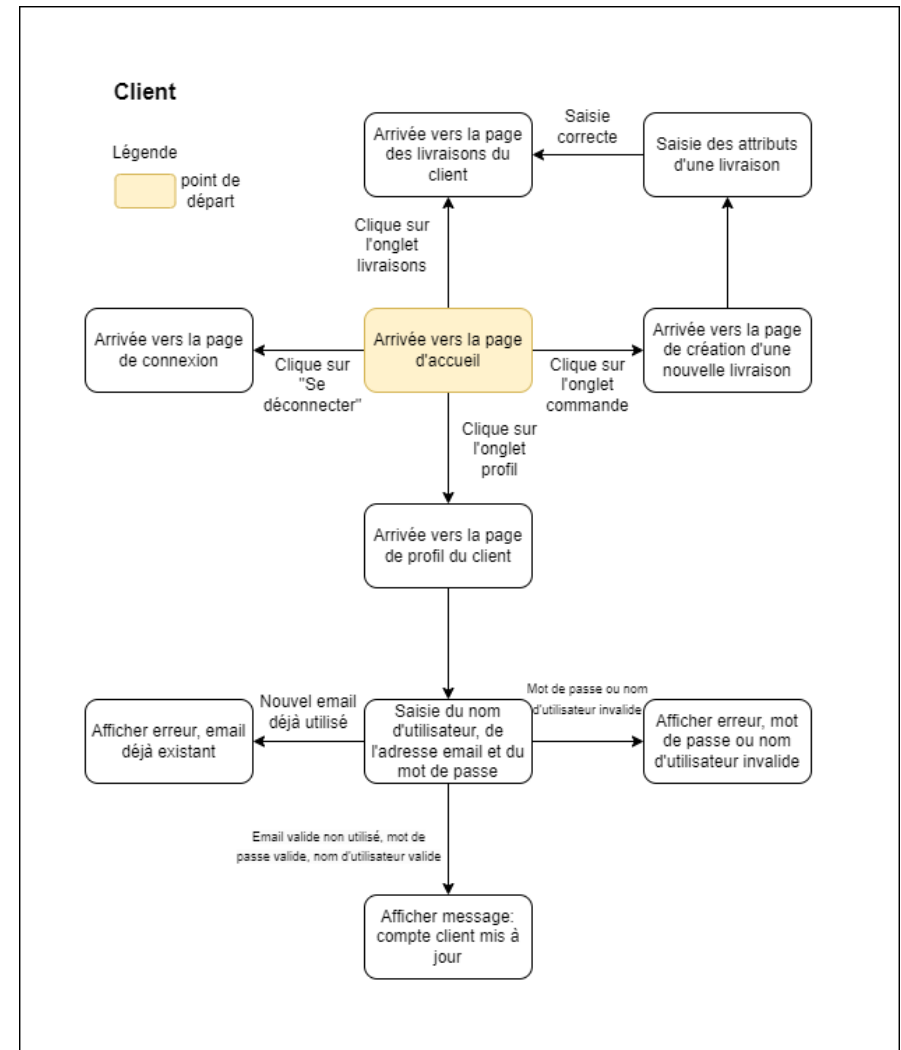 Client
Légende
point de
départ
Arrivée vers la page
des livraisons du
client
Saisie
correcte
Saisie des attributs
d'une livraison
Clique sur
l'onglet
livraisons
Arrivée vers la page
de connexion
Clique sur
"Se
déconnecter"
Arrivée vers la page
d'accueil
Clique sur
l'onglet
commande
Arrivée vers la page
de création d'une
nouvelle livraison
Clique sur
l'onglet
profil
Arrivée vers la page
de profil du client
Afficher erreur, email
déjà existant
Nouvel email
déjà utilisé
Saisie du nom
d'utilisateur, de
l'adresse email et du
mot de passe
Mot de passe ou nom
d'utilisateur invalide
Afficher erreur, mot
de passe ou nom
d'utilisateur invalide
Email valide non utilisé, mot de
passe valide, nom d'utilisateur valide
Afficher message:
compte client mis à
jour